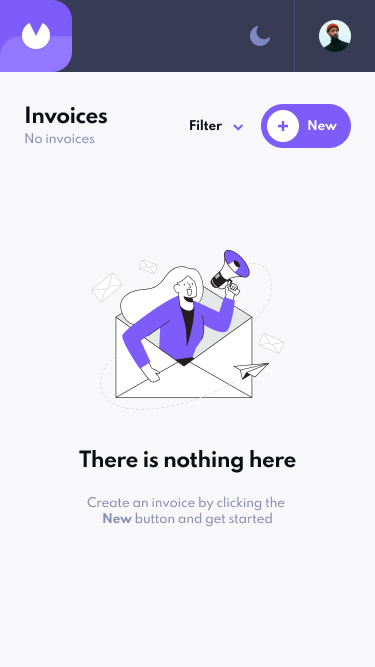 Invoices
No invoices
Filter
New
There is nothing here
Create an invoice by clicking the
New button and get started